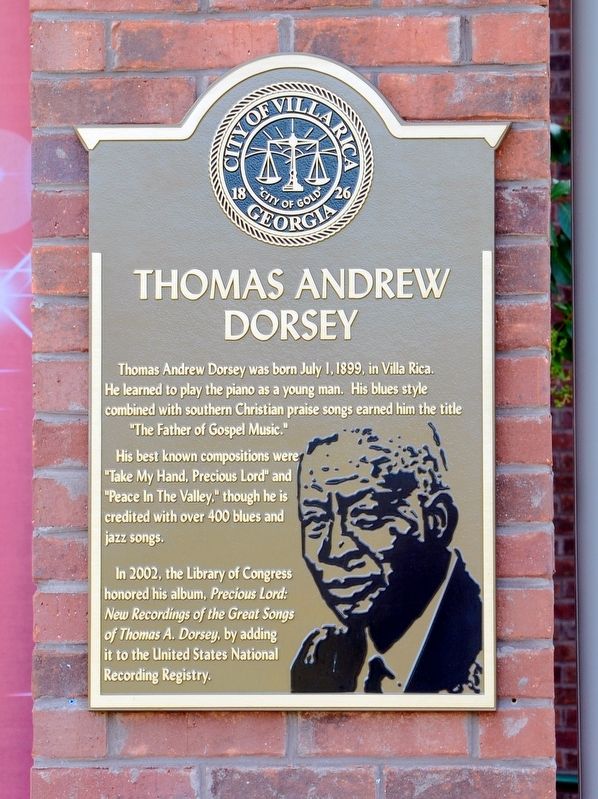 CITY OF VILLA RICA
18 26
"CITY OF GOLD"
GEORGIA
THOMAS ANDREW
DORSEY
Thomas Andrew Dorsey was born July 1, 1899, in Villa Rica.
He learned to play the piano as a young man. His blues style
combined with southern Christian praise songs earned him the title
"The Father of Gospel Music."
His best known compositions were
"Take My Hand, Precious Lord" and
"Peace In The Valley," though he is
credited with over 400 blues and
jazz songs.
In 2002, the Library of Congress
honored his album, Precious Lord:
New Recordings of the Great Songs
of Thomas A. Dorsey, by adding
it to the United States National
Recording Registry.